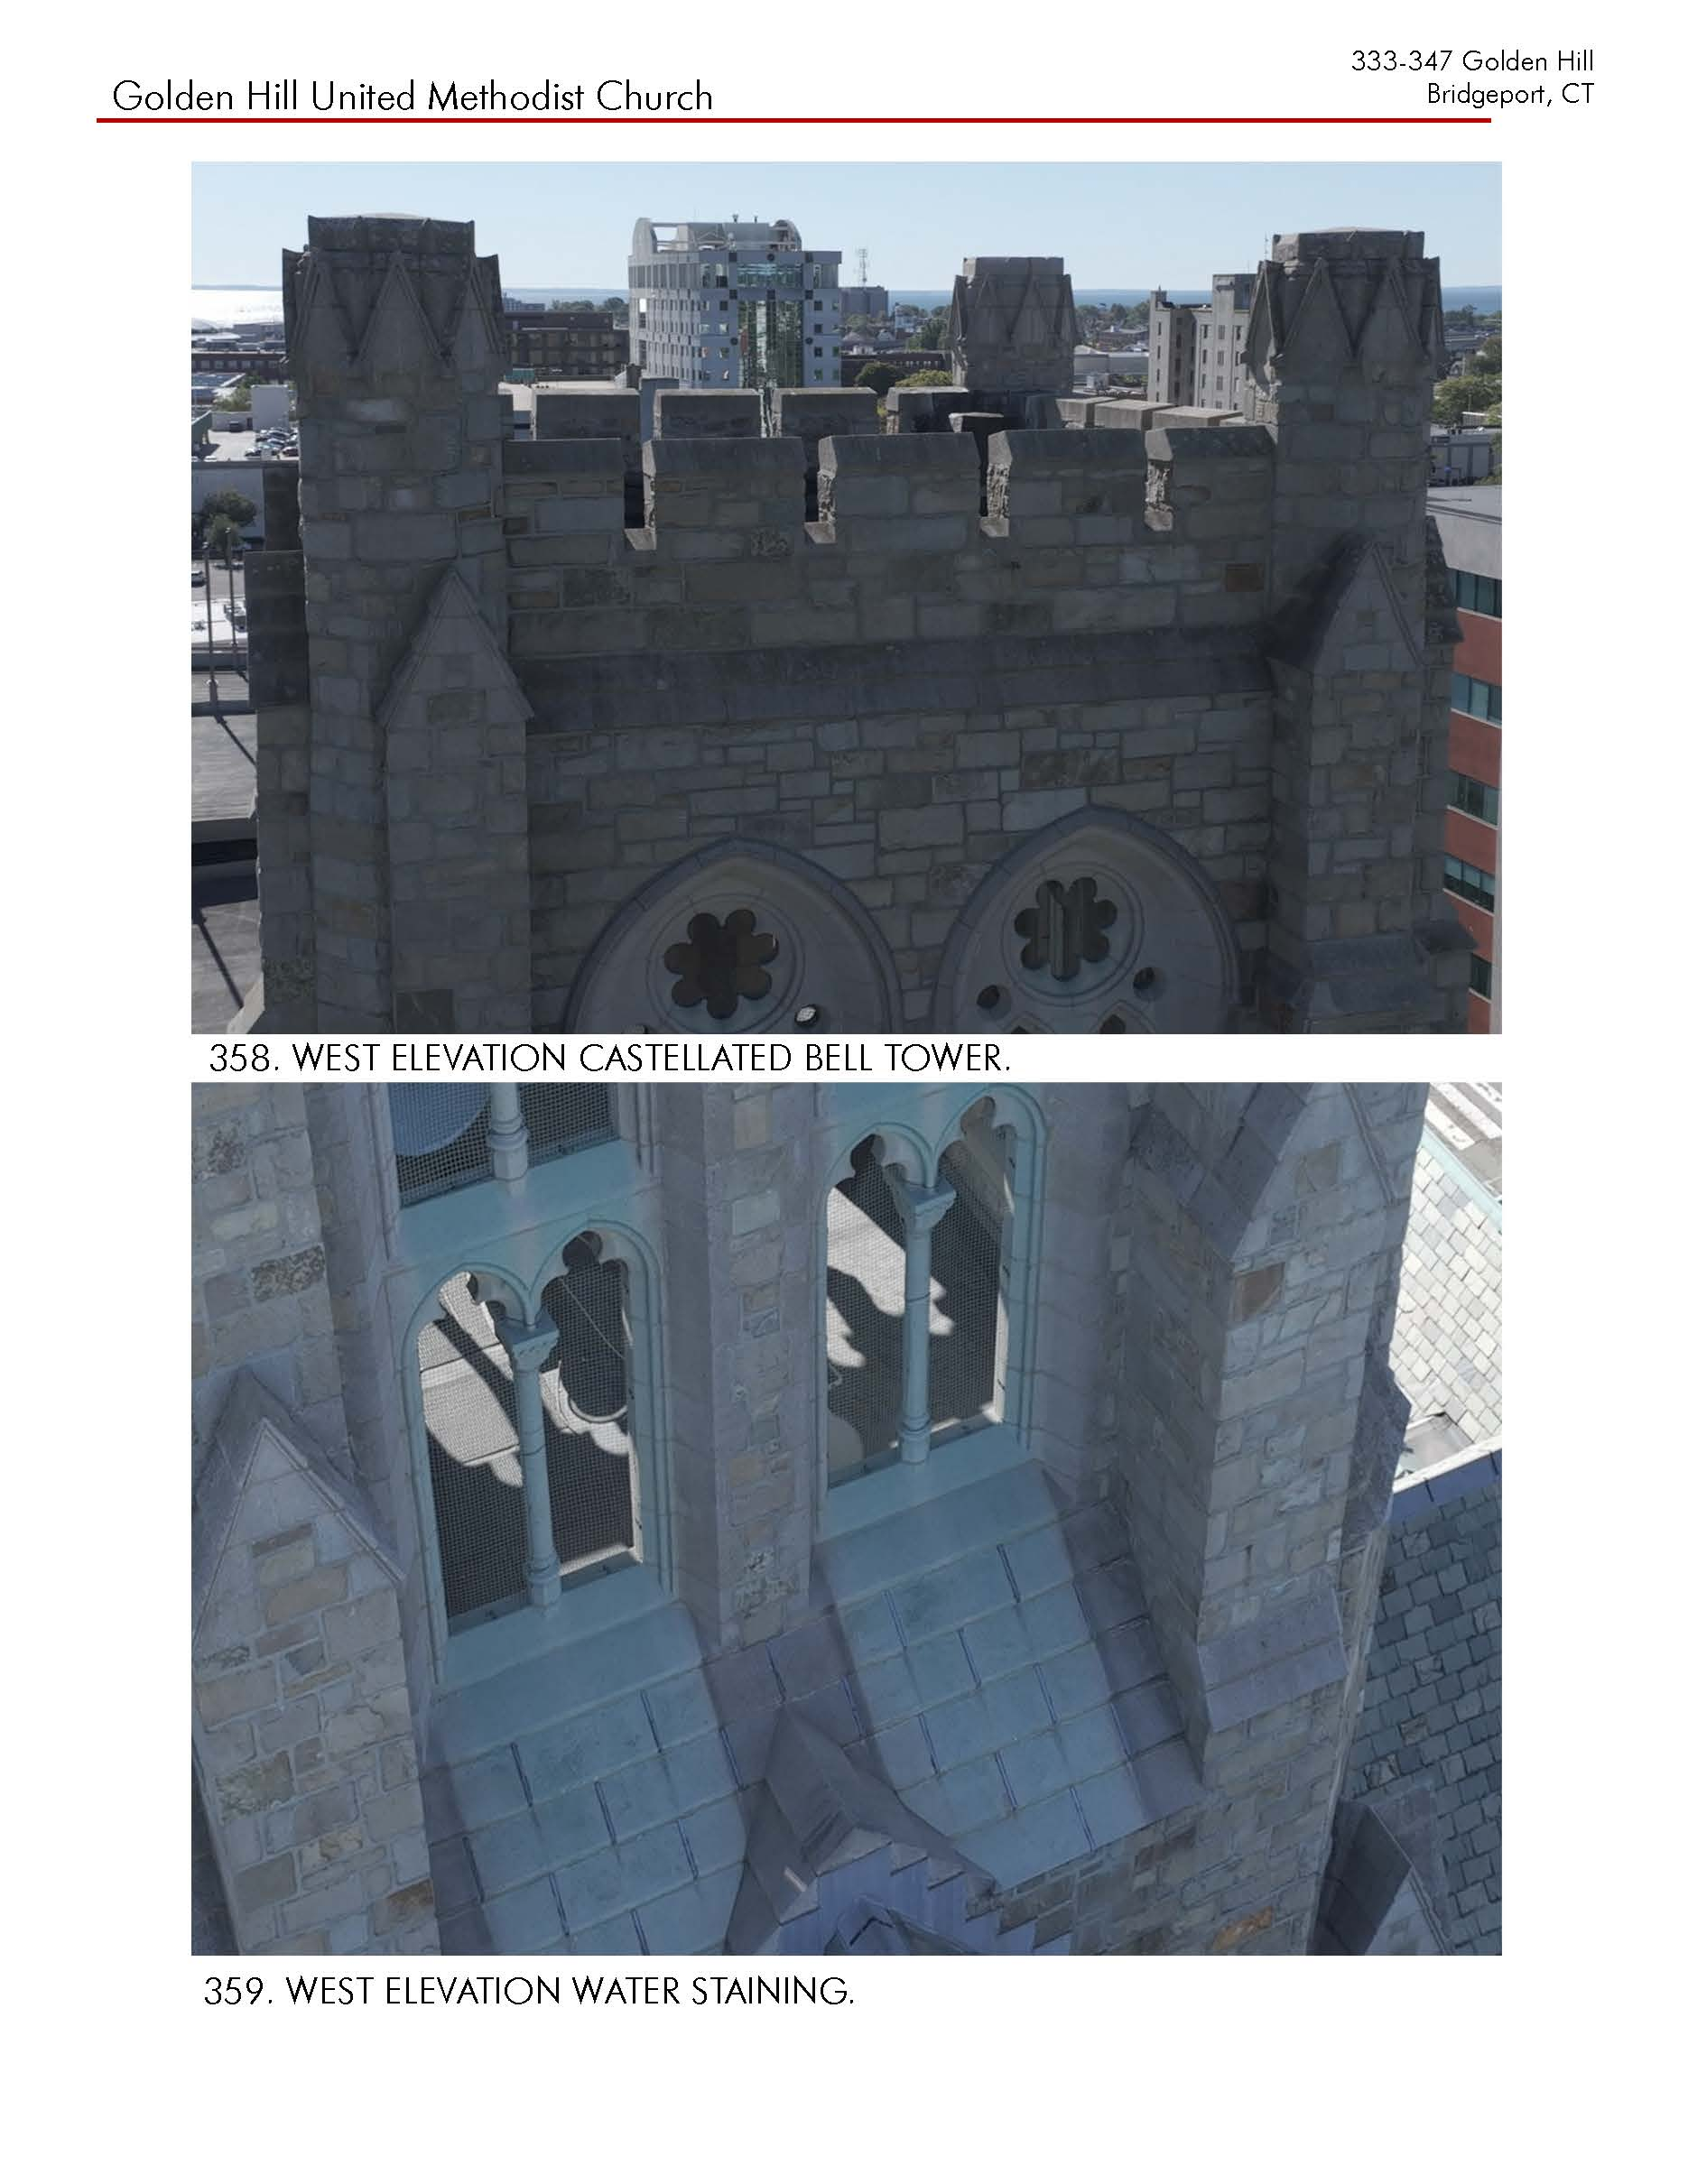 Golden Hill United Methodist Church
333-347 Golden Hill
Bridgeport, CT
358. WEST ELEVATION CASTELLATED BELL TOWER.
359. WEST ELEVATION WATER STAINING.